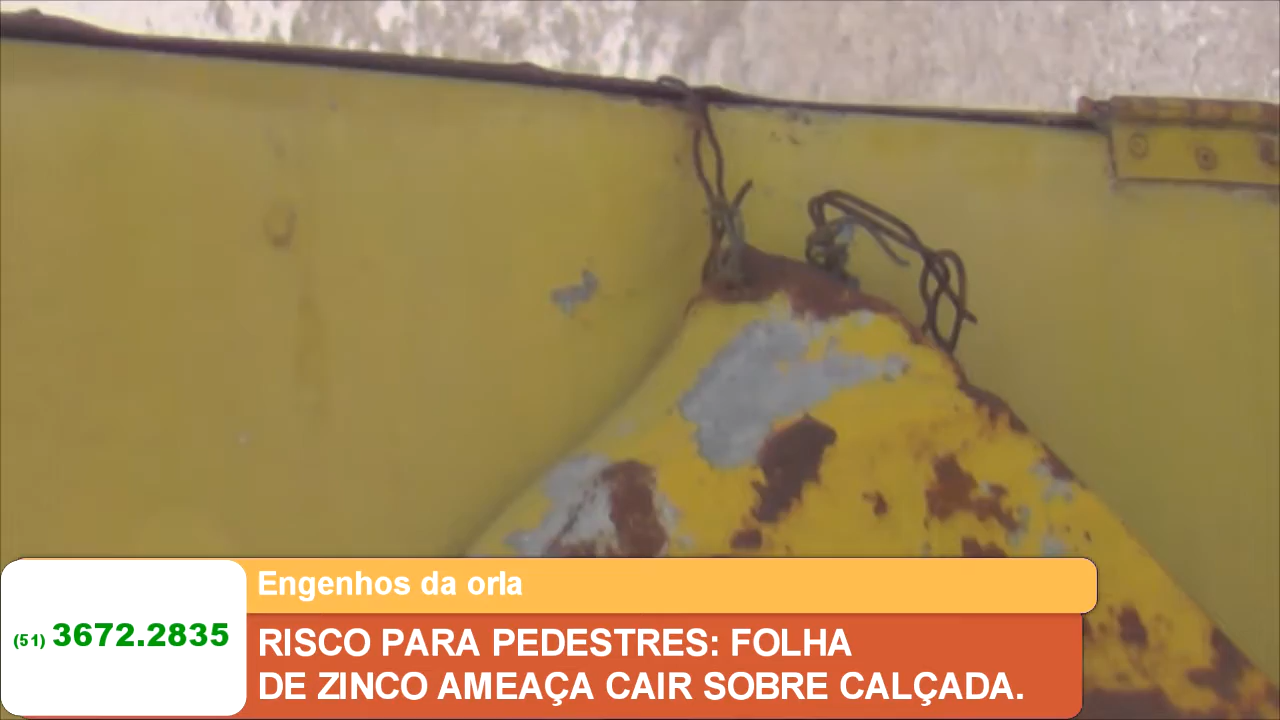 Engenhos da orla
(51) 3672.2835
RISCO PARA PEDESTRES: FOLHA
DE ZINCO AMEAÇA CAIR SOBRE CALÇADA.